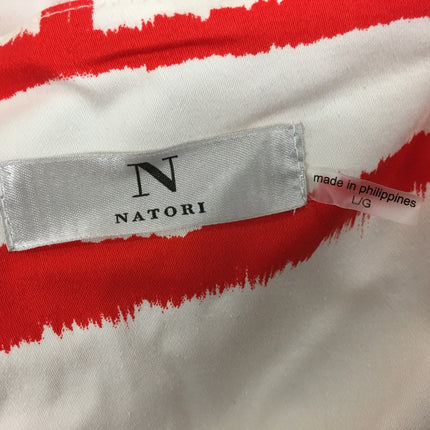 N
NATORI
made in philippines
L/G